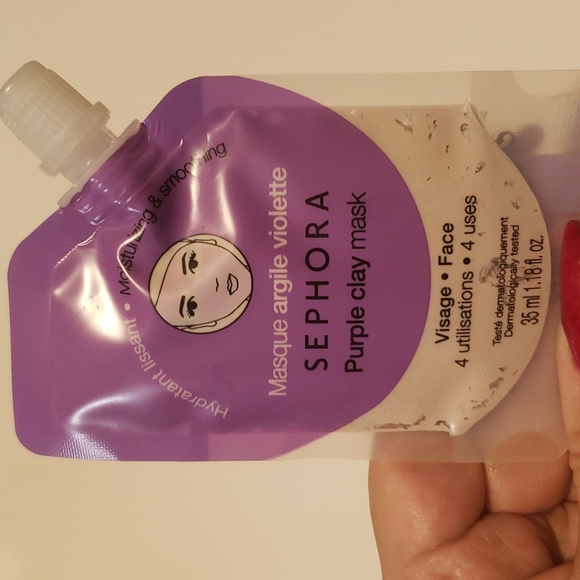 Hydratant lissant • Moisturizing & smoothing
Masque argile violette
SEPHORA
Purple clay mask
Visage • Face
4 utilisations • 4 uses
Testé dermatologiquement
Dermatologically tested
35 ml 1.18 fl. oz.